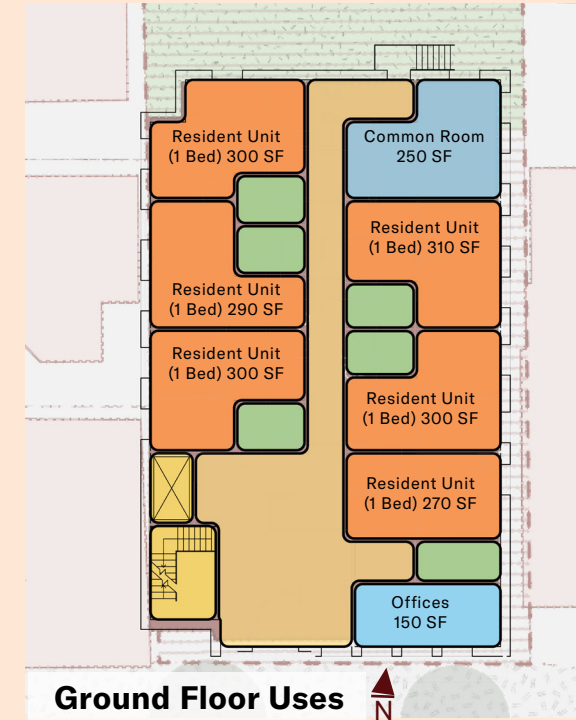 Resident Unit
(1 Bed) 300 SF
Common Room
250 SF
Resident Unit
(1 Bed) 310 SF
Resident Unit
(1 Bed) 290 SF
Resident Unit
(1 Bed) 300 SF
Resident Unit
(1 Bed) 300 SF
Resident Unit
(1 Bed) 270 SF
Offices
150 SF
Ground Floor Uses
N